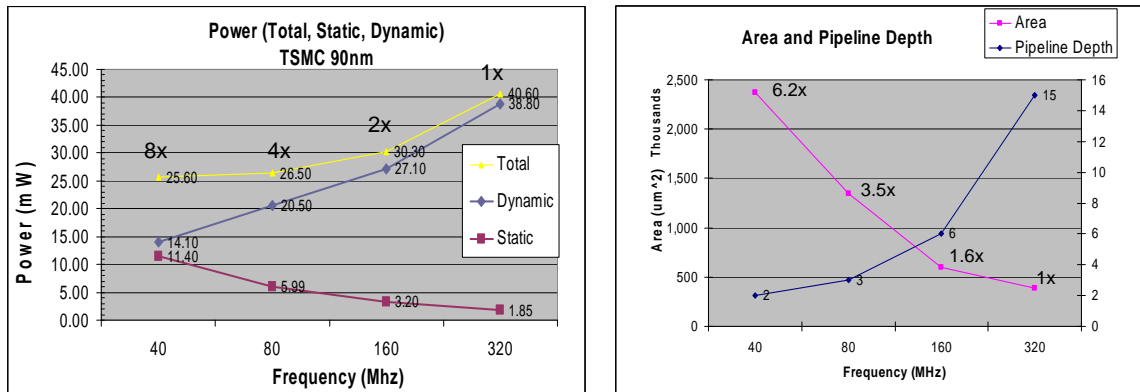 Power (Total, Static, Dynamic)
TSMC 90nm
45.00
40.00
35.00
30.00
25.00
20.00
15.00
10.00
5.00
0.00
Power (mW)
8x
4x
2x
1x
25.60
26.50
30.30
40.60
14.10
20.50
27.10
38.80
11.40
5.99
3.20
1.85
Total
Dynamic
Static
40
80
160
320
Frequency (Mhz)
Area and Pipeline Depth
Area
Pipeline Depth
2,500
2,000
1,500
1,000
500
0
Area (um^2) Thousands
6.2x
3.5x
1.6x
1x
2
3
6
15
16
14
12
10
8
6
4
2
0
40
80
160
320
Frequency (MHz)